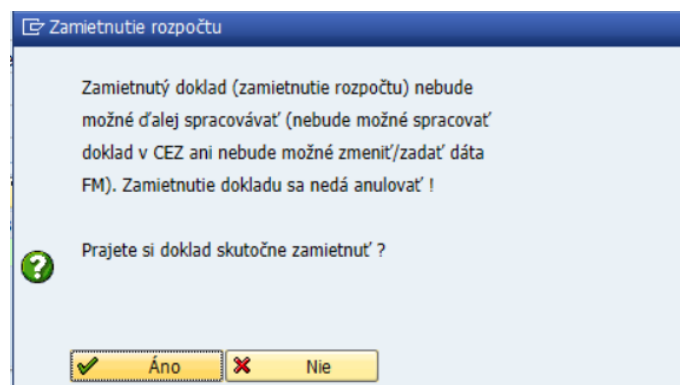 Zamietnutie rozpočtu
Zamietnutý doklad (zamietnutie rozpočtu) nebude
možné ďalej spracovávať (nebude možné spracovať
doklad v CEZ ani nebude možné zmeniť/zadať dáta
FM). Zamietnutie dokladu sa nedá anulovať !
Prajete si doklad skutočne zamietnuť ?
Áno
Nie